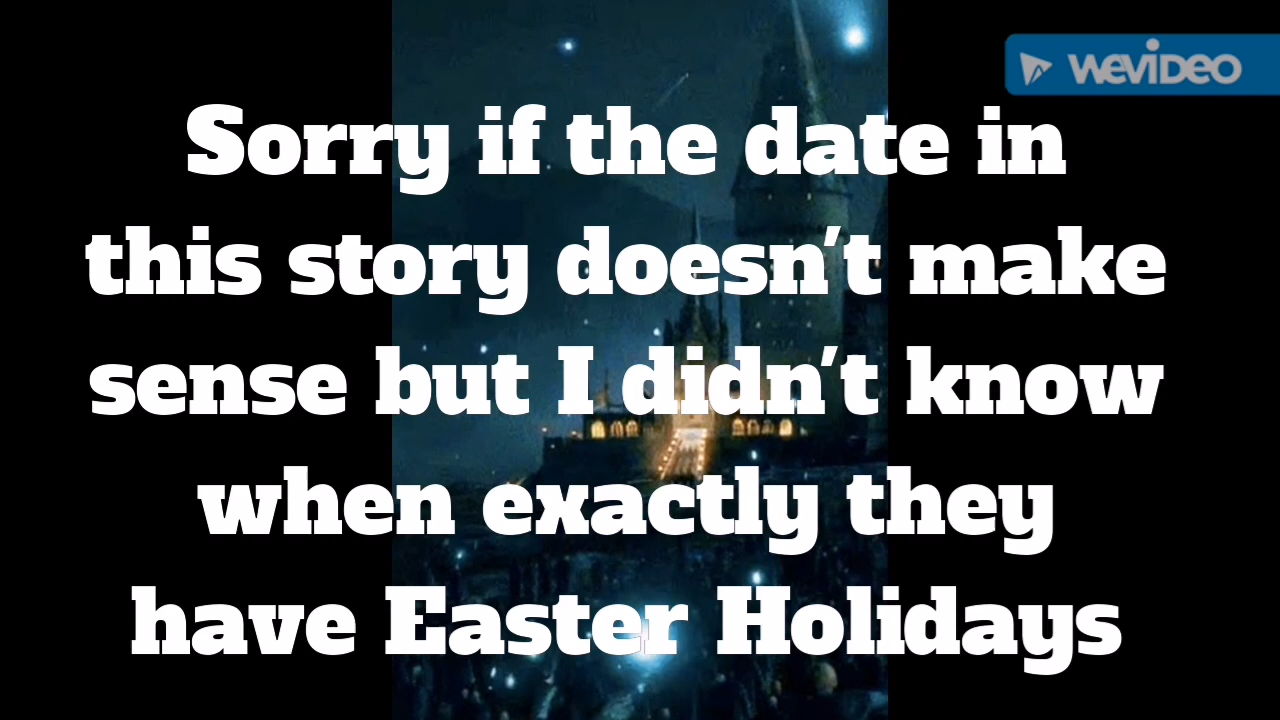 WEVIDEO
Sorry if the date in
this story doesn't make
sense but I didn't know
when exactly they
have Easter Holidays